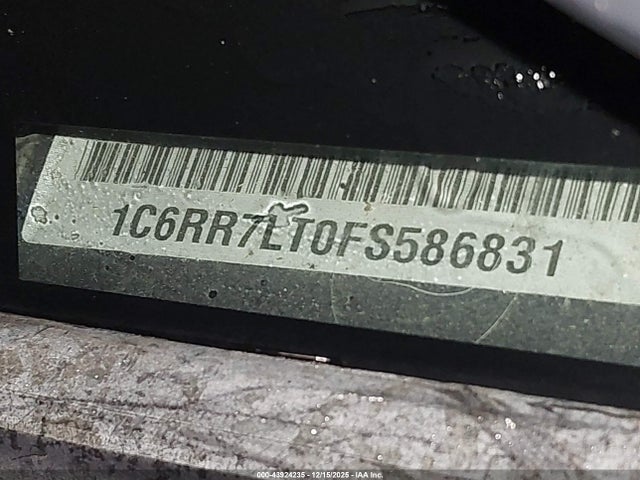 1C6RR7LT0FS586831
000-43924235 - 12/15/2025 - IAA Inc.